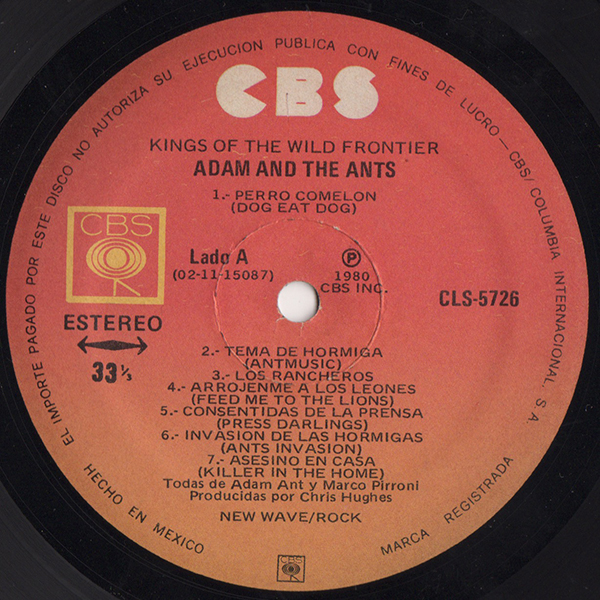 EL IMPORTE PAGADO POR ESTE DISCO NO AUTORIZA SU EJECUCION PUBLICA CON FINES DE LUCRO — CBS/COLUMBIA INTERNACIONAL, S.A.
CBS
KINGS OF THE WILD FRONTIER
ADAM AND THE ANTS
1.- PERRO COMELON
(DOG EAT DOG)
CBS
Lado A
(02-11-15087)
℗
1980
CBS INC.
CLS-5726
ESTEREO
33 1/3
2.- TEMA DE HORMIGA
(ANTMUSIC)
3.- LOS RANCHEROS
4.- ARROJENME A LOS LEONES
(FEED ME TO THE LIONS)
5.- CONSENTIDAS DE LA PRENSA
(PRESS DARLINGS)
6.- INVASION DE LAS HORMIGAS
(ANTS INVASION)
7.- ASESINO EN CASA
(KILLER IN THE HOME)
Todas de Adam Ant y Marco Pirroni
Producidas por Chris Hughes
NEW WAVE/ROCK
HECHO EN MEXICO
CBS
MARCA REGISTRADA